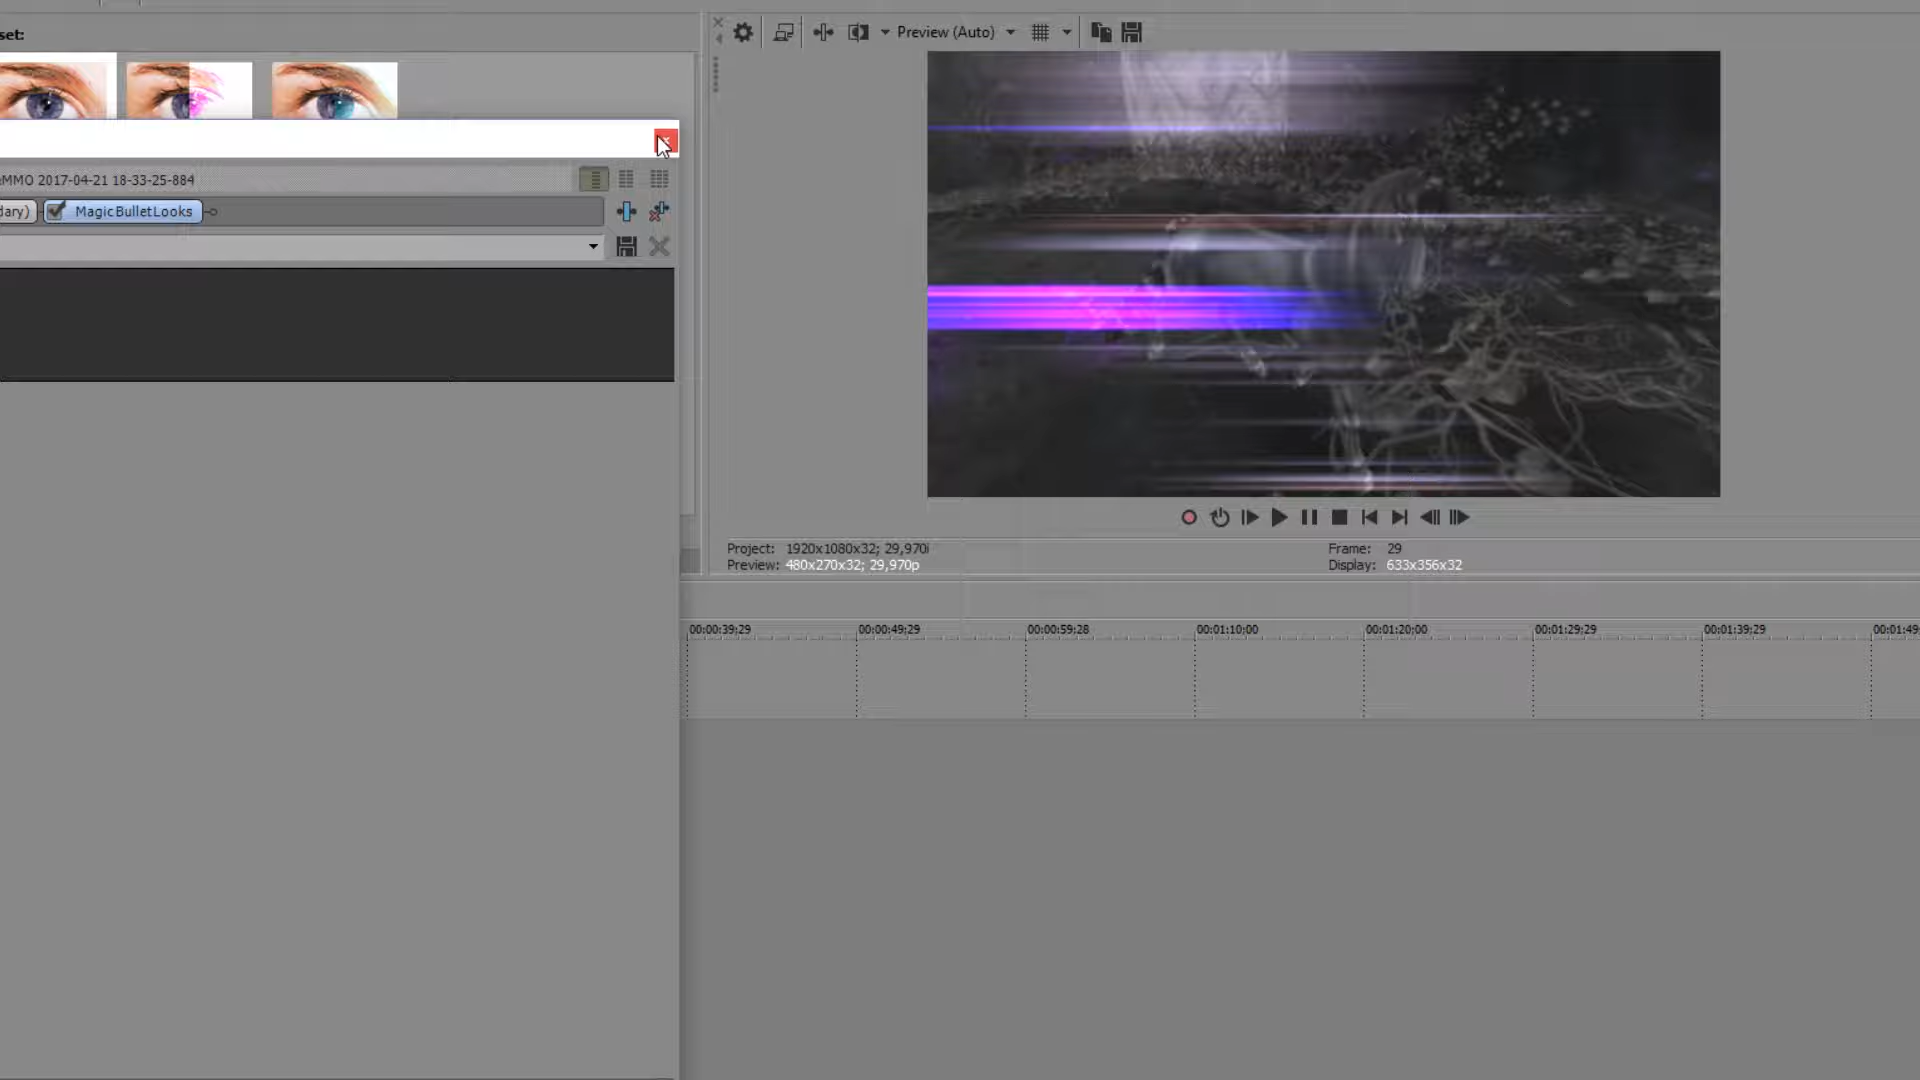 set:
Preview (Auto)
MMO 2017-04-21 18-33-25-884
dary)
MagicBulletLooks
Project: 1920x1080x32; 29,970i
Frame: 29
Preview: 480x270x32; 29,970p
Display: 633x356x32
00:00:39;29 00:00:49;29 00:00:59;28 00:01:10;00 00:01:20;00 00:01:29;29 00:01:39;29 00:01:49